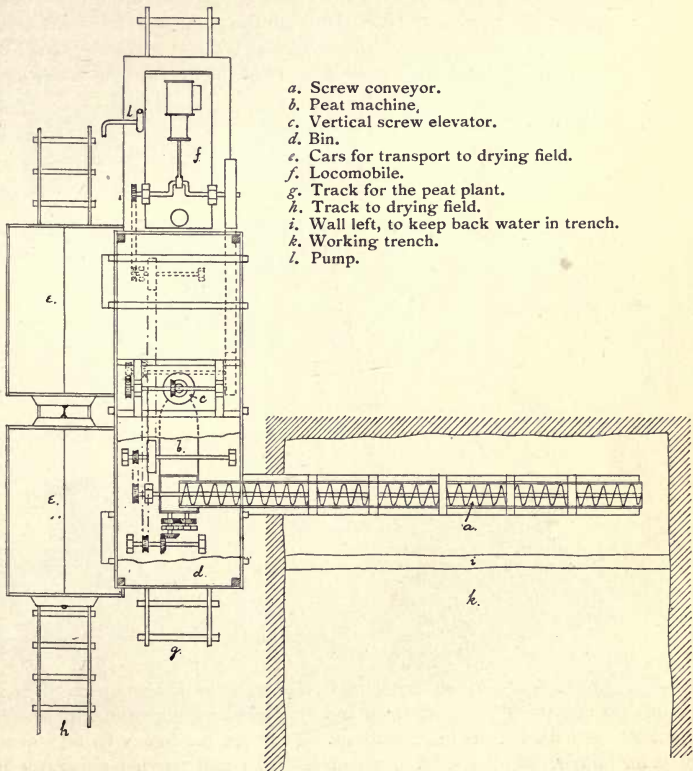 a. Screw conveyor.
b. Peat machine,
c. Vertical screw elevator.
d. Bin.
e. Cars for transport to drying field.
f. Locomobile.
g. Track for the peat plant.
h. Track to drying field.
i. Wall left, to keep back water in trench.
k. Working trench.
l. Pump.
l
f.
e.
c
b.
e.
a.
i
d.
k.
g.
h